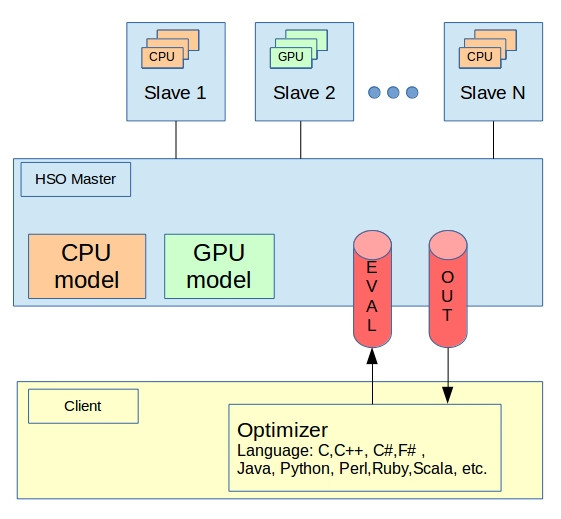 CPU
GPU
CPU
Slave 1
Slave 2
Slave N
HSO Master
CPU
model
GPU
model
EVAL
OUT
Client
Optimizer
Language: C,C++, C#,F# ,
Java, Python, Perl,Ruby,Scala, etc.